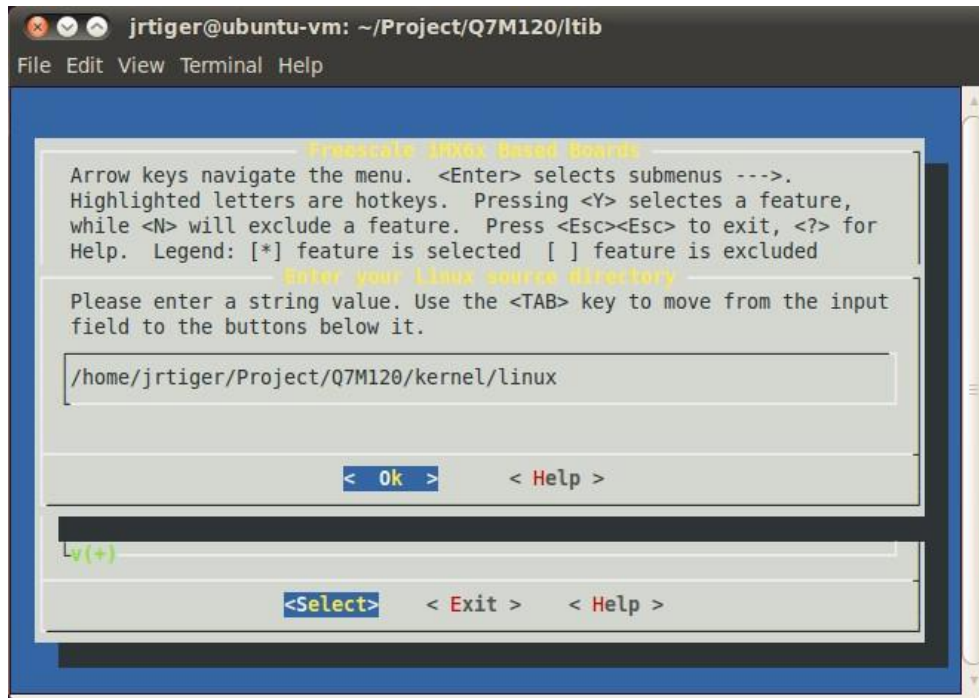 jrtiger@ubuntu-vm: ~/Project/Q7M120/ltib
File Edit View Terminal Help
Freescale iMX6x Based Boards
Arrow keys navigate the menu. <Enter> selects submenus --->.
Highlighted letters are hotkeys. Pressing <Y> selectes a feature,
while <N> will exclude a feature. Press <Esc><Esc> to exit, <?> for
Help. Legend: [*] feature is selected [ ] feature is excluded
Enter your Linux source directory
Please enter a string value. Use the <TAB> key to move from the input
field to the buttons below it.
/home/jrtiger/Project/Q7M120/kernel/linux
< Ok > < Help >
v(+)
<Select> < Exit > < Help >